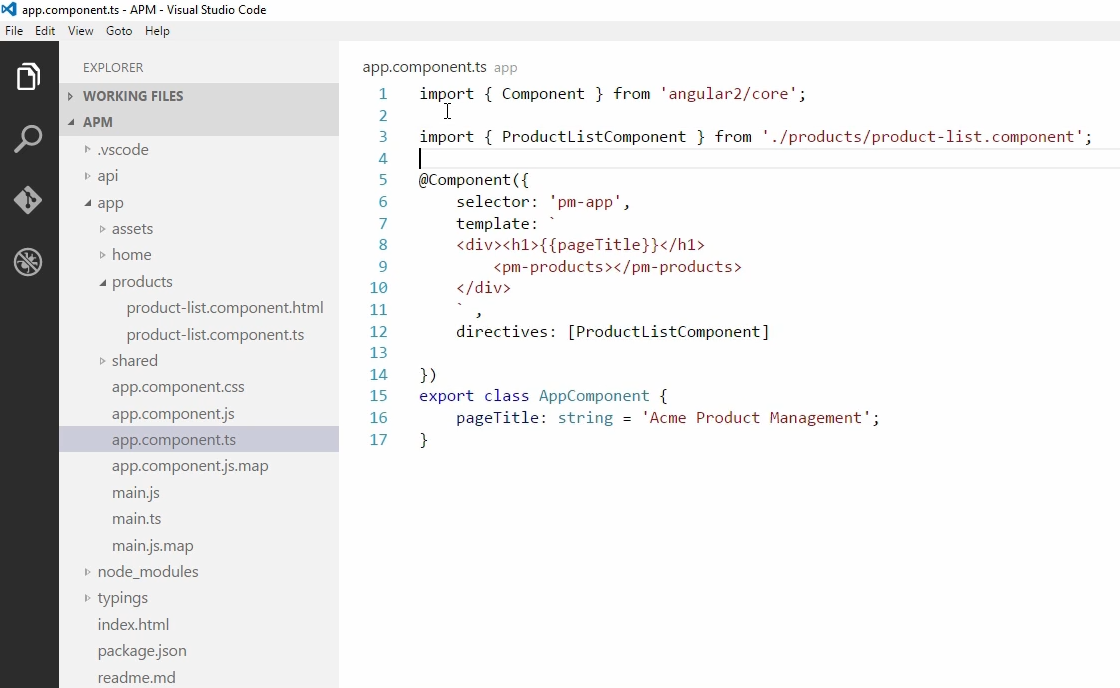 app.component.ts - APM - Visual Studio Code
File Edit View Goto Help
EXPLORER
WORKING FILES
APM
.vscode
api
app
assets
home
products
product-list.component.html
product-list.component.ts
shared
app.component.css
app.component.js
app.component.ts
app.component.js.map
main.js
main.ts
main.js.map
node_modules
typings
index.html
package.json
readme.md
app.component.ts app
1 import { Component } from 'angular2/core';
2
3 import { ProductListComponent } from './products/product-list.component';
4
5 @Component({
6 selector: 'pm-app',
7 template: `
8 <div><h1>{{pageTitle}}</h1>
9 <pm-products></pm-products>
10 </div>
11 ` ,
12 directives: [ProductListComponent]
13
14 })
15 export class AppComponent {
16 pageTitle: string = 'Acme Product Management';
17 }